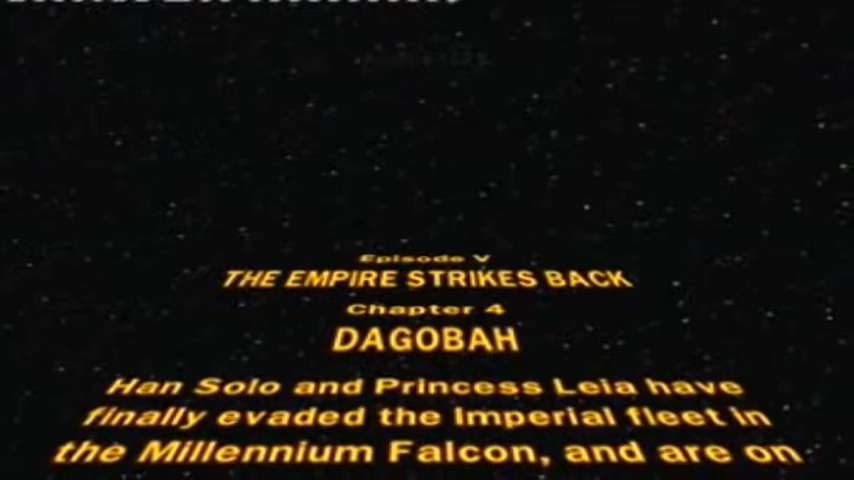 Episode V
THE EMPIRE STRIKES BACK
Chapter 4
DAGOBAH
Han Solo and Princess Leia have
finally evaded the Imperial fleet in
the Millennium Falcon, and are on